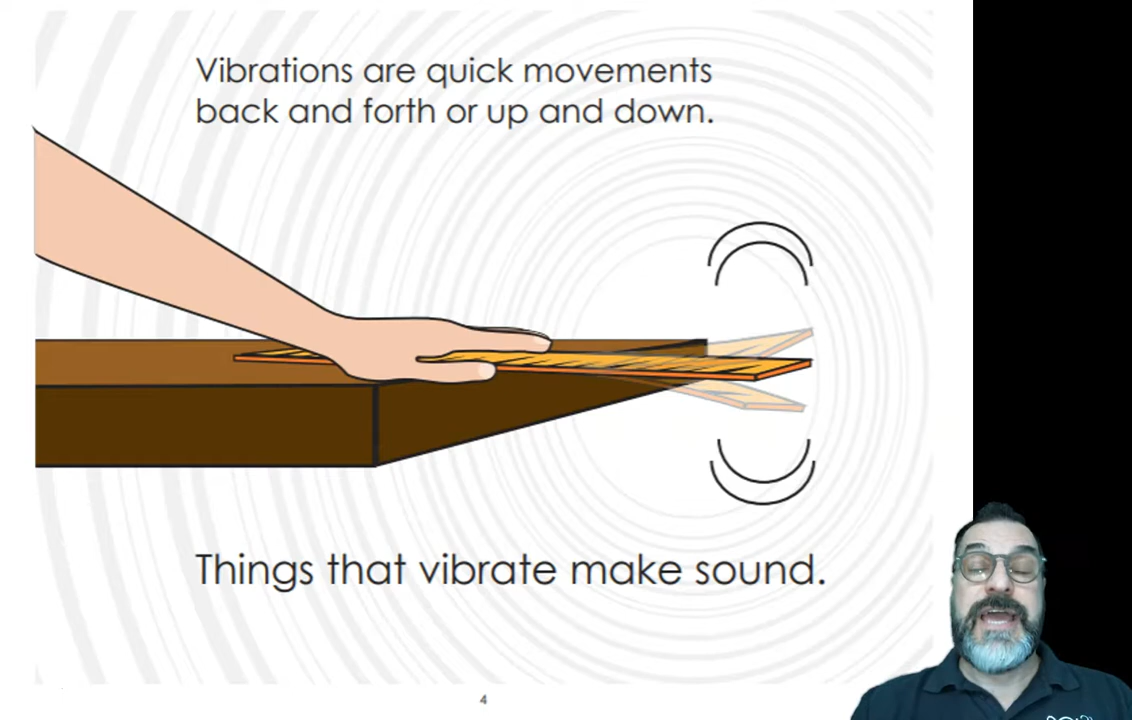 Vibrations are quick movements
back and forth or up and down.
Things that vibrate make sound.
4